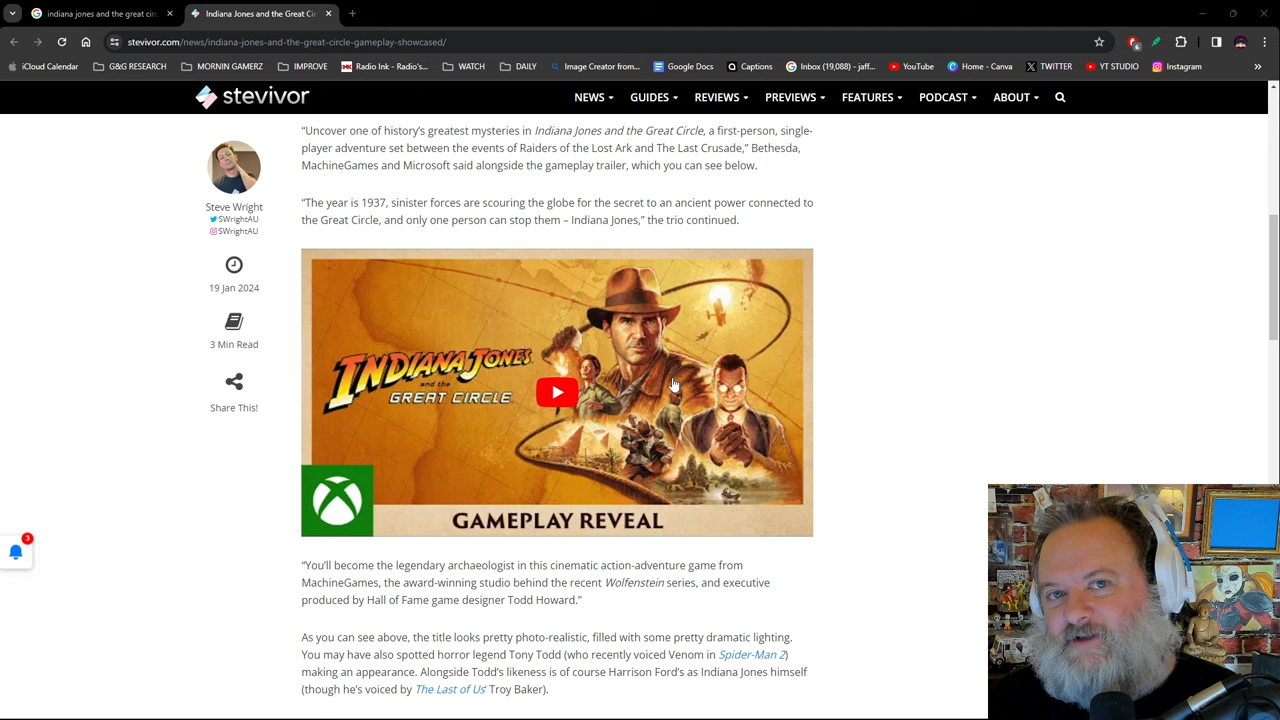 indiana jones and the great circ
Indiana Jones and the Great Cir
stevivor.com/news/indiana-jones-and-the-great-circle-gameplay-showcased/
6
iCloud Calendar
G&G RESEARCH
MORNIN GAMERZ
IMPROVE
Radio Ink - Radio's...
WATCH
DAILY
Image Creator from...
Google Docs
Captions
Inbox (19,088) - jaff...
YouTube
Home - Canva
TWITTER
YT STUDIO
Instagram
stevivor
NEWS
GUIDES
REVIEWS
PREVIEWS
FEATURES
PODCAST
ABOUT
Steve Wright
SWrightAU
SWrightAU
19 Jan 2024
3 Min Read
Share This!
3
“Uncover one of history’s greatest mysteries in Indiana Jones and the Great Circle, a first-person, single-
player adventure set between the events of Raiders of the Lost Ark and The Last Crusade,” Bethesda,
MachineGames and Microsoft said alongside the gameplay trailer, which you can see below.
“The year is 1937, sinister forces are scouring the globe for the secret to an ancient power connected to
the Great Circle, and only one person can stop them – Indiana Jones,” the trio continued.
INDIANA JONES
and the
GREAT CIRCLE
GAMEPLAY REVEAL
“You’ll become the legendary archaeologist in this cinematic action-adventure game from
MachineGames, the award-winning studio behind the recent Wolfenstein series, and executive
produced by Hall of Fame game designer Todd Howard.”
As you can see above, the title looks pretty photo-realistic, filled with some pretty dramatic lighting.
You may have also spotted horror legend Tony Todd (who recently voiced Venom in Spider-Man 2)
making an appearance. Alongside Todd’s likeness is of course Harrison Ford’s as Indiana Jones himself
(though he’s voiced by The Last of Us’ Troy Baker).